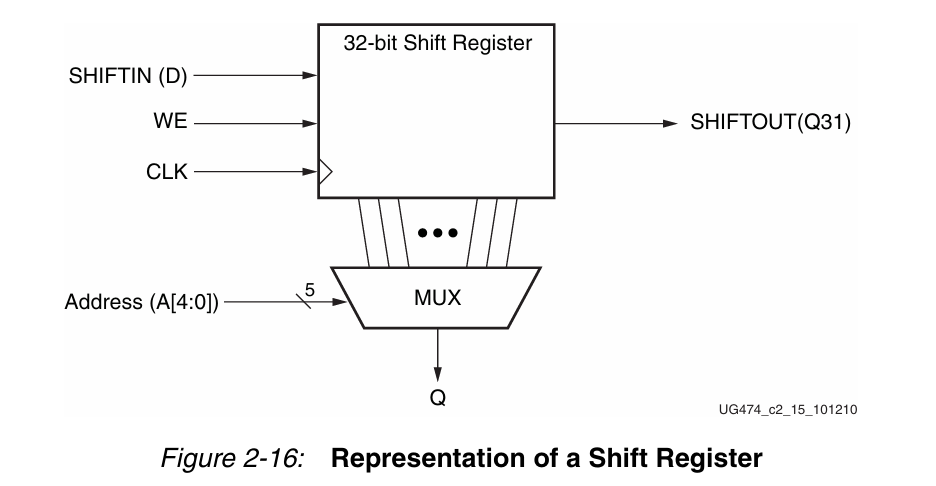 32-bit Shift Register
SHIFTIN (D)
WE
SHIFTOUT(Q31)
CLK
5
Address (A[4:0])
MUX
Q
UG474_c2_15_101210
Figure 2-16: Representation of a Shift Register